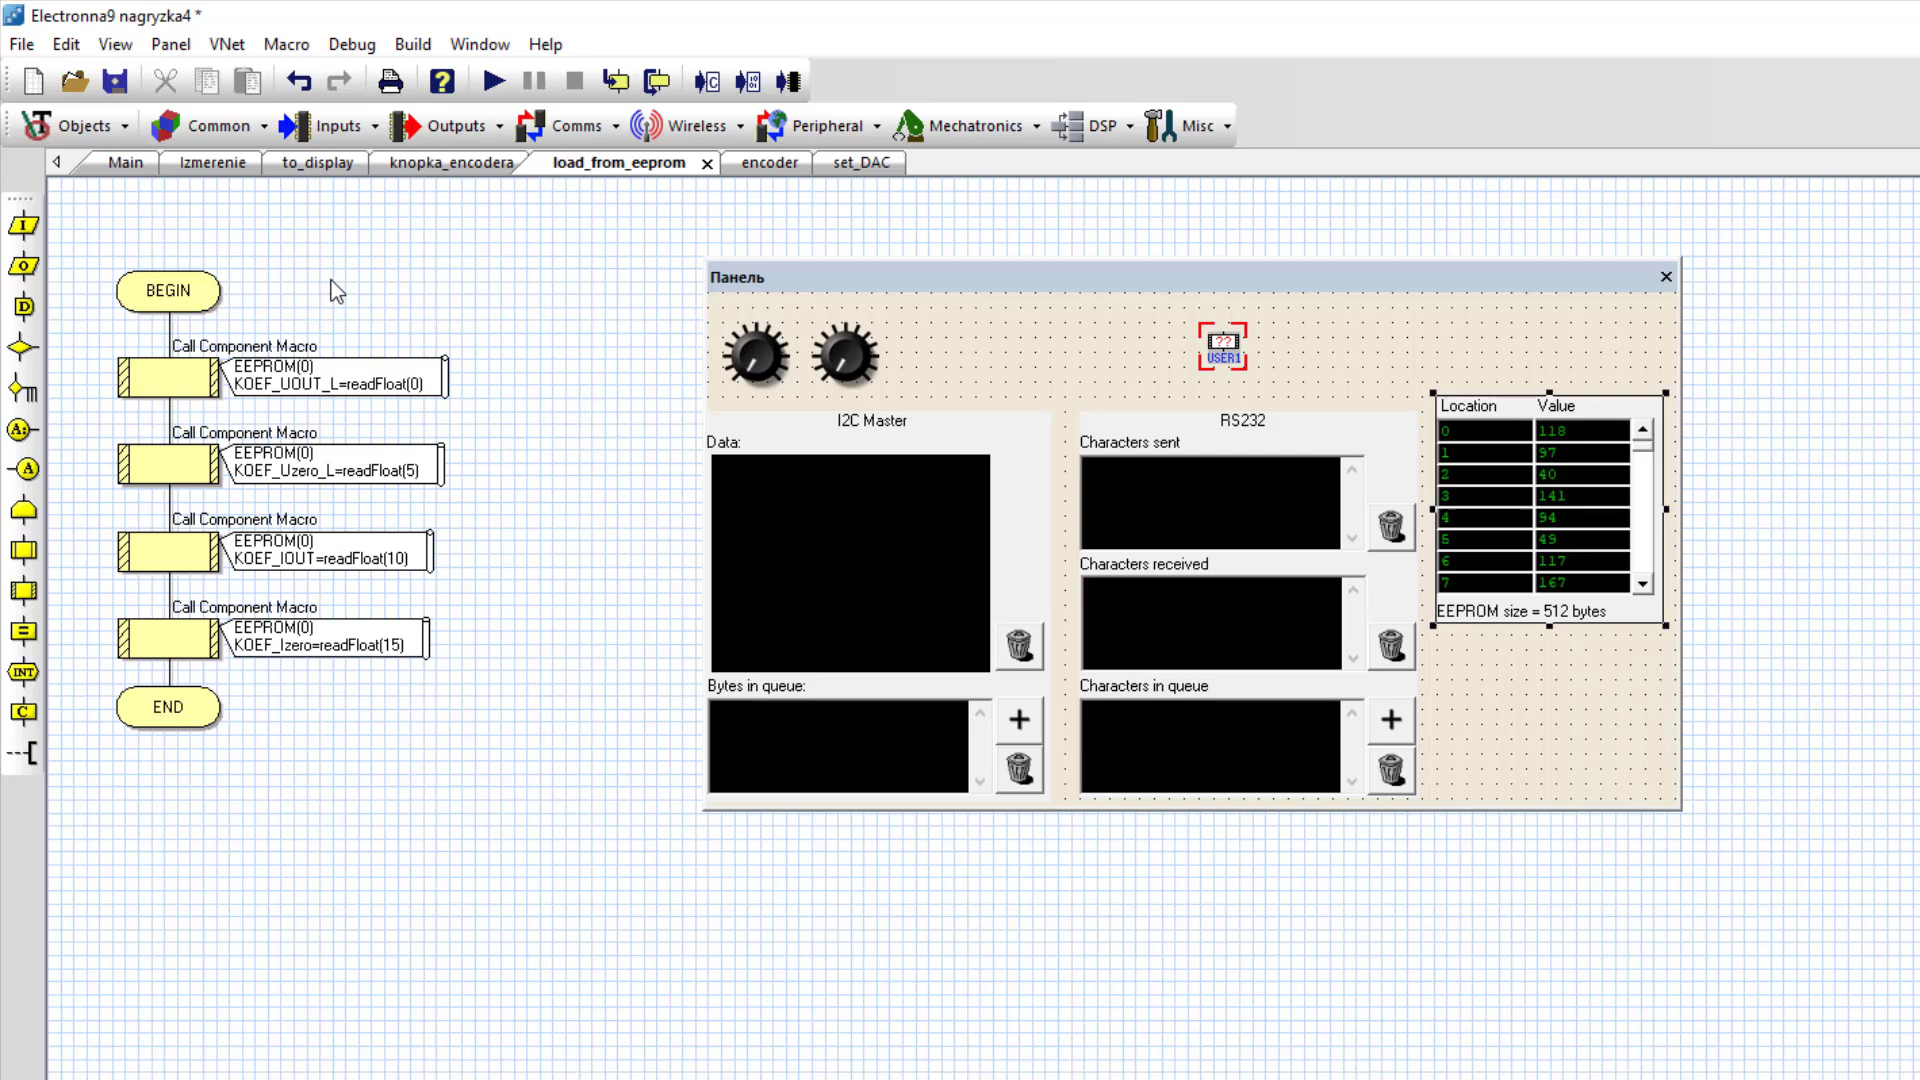 Electronna9 nagryzka4 *
File Edit View Panel VNet Macro Debug Build Window Help
Objects Common Inputs Outputs Comms Wireless Peripheral Mechatronics DSP Misc
Main Izmerenie to_display knopka_encodera load_from_eeprom encoder set_DAC
BEGIN
Call Component Macro
EEPROM(0)
KOEF_UOUT_L=readFloat(0)
Call Component Macro
EEPROM(0)
KOEF_Uzero_L=readFloat(5)
Call Component Macro
EEPROM(0)
KOEF_IOUT=readFloat(10)
Call Component Macro
EEPROM(0)
KOEF_Izero=readFloat(15)
END
Панель
??
USER1
I2C Master
Data:
Bytes in queue:
RS232
Characters sent
Characters received
Characters in queue
Location Value
0 118
1 97
2 40
3 141
4 94
5 49
6 117
7 167
EEPROM size = 512 bytes
I
O
D
A:
A
=
INT
C